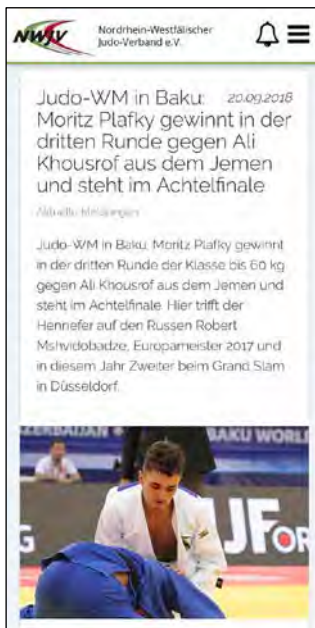 NWJV
Nordrhein-Westfälischer
Judo-Verband e.V.
Judo-WM in Baku: 20.09.2018
Moritz Plafky gewinnt in der
dritten Runde gegen Ali
Khousrof aus dem Jemen
und steht im Achtelfinale
Aktuelle Meldungen
Judo-WM in Baku: Moritz Plafky gewinnt
in der dritten Runde der Klasse bis 60 kg
gegen Ali Khousrof aus dem Jemen und
steht im Achtelfinale. Hier trifft der
Hennefer auf den Russen Robert
Mshvidobadze, Europameister 2017 und
in diesem Jahr Zweiter beim Grand Slam
in Düsseldorf.
ZERBAIJAN BAKU WORL
G JFOR